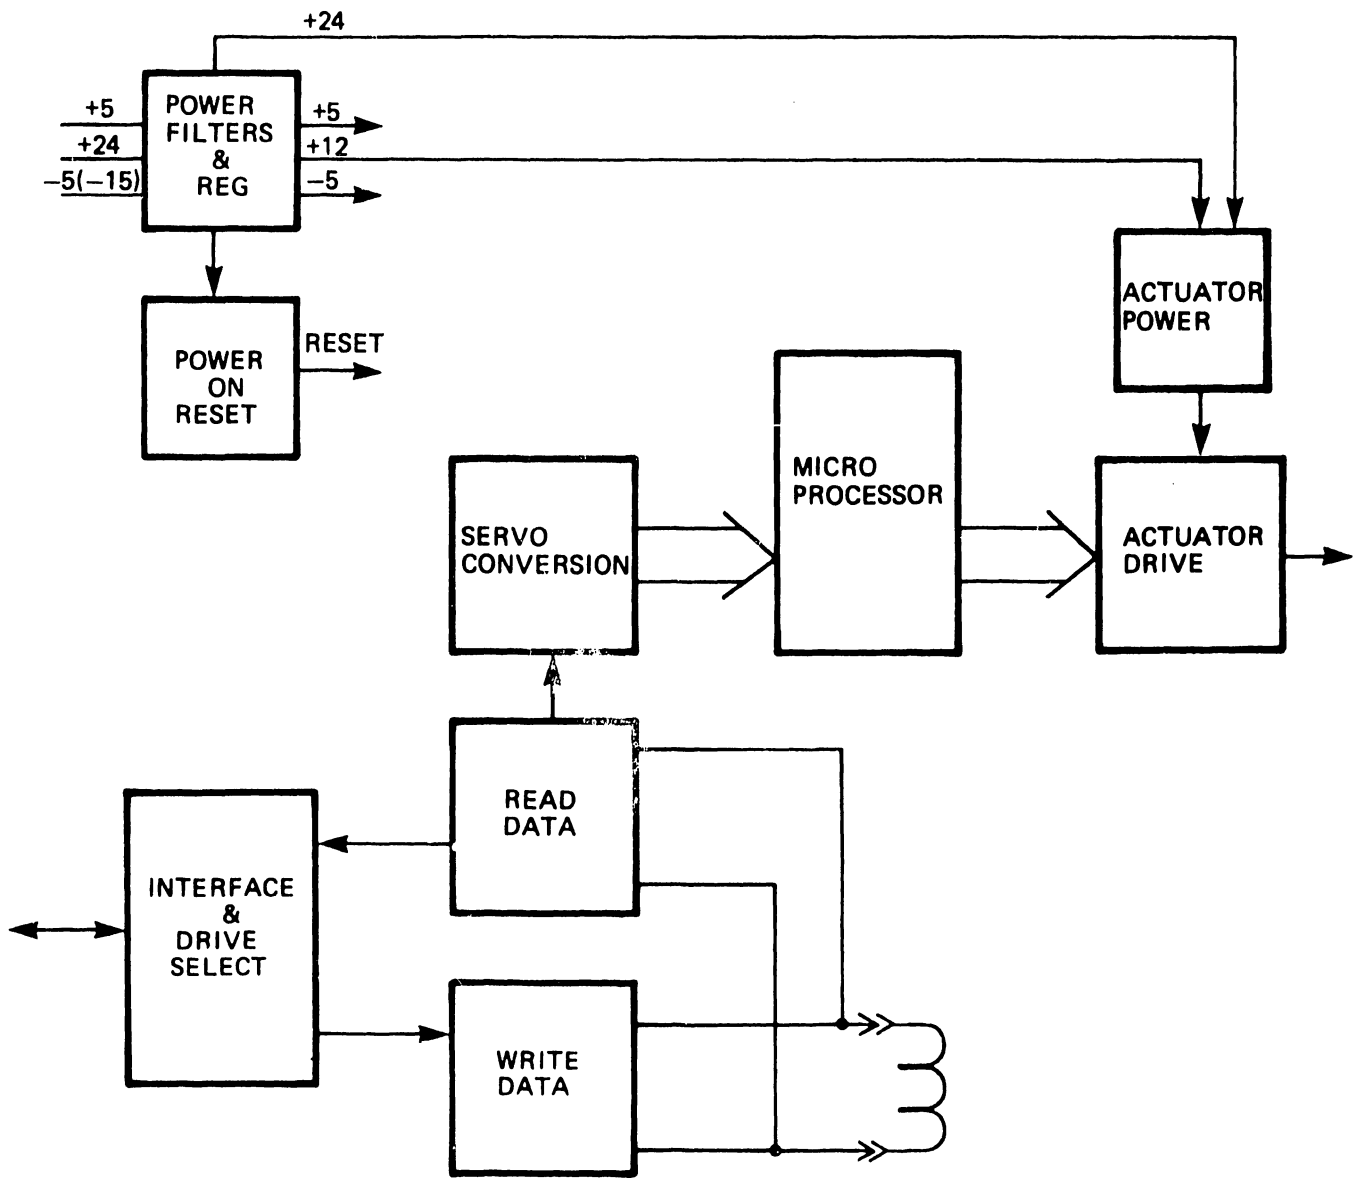 +24
POWER
FILTERS
&
REG
+5
+24
-5(-15)
+5
+12
-5
POWER
ON
RESET
RESET
ACTUATOR
POWER
MICRO
PROCESSOR
SERVO
CONVERSION
ACTUATOR
DRIVE
READ
DATA
INTERFACE
&
DRIVE
SELECT
WRITE
DATA